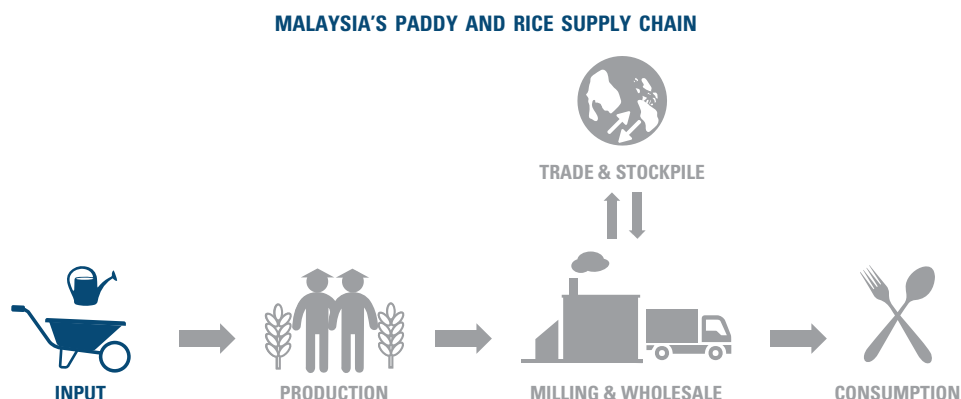 MALAYSIA'S PADDY AND RICE SUPPLY CHAIN
TRADE & STOCKPILE
INPUT
PRODUCTION
MILLING & WHOLESALE
CONSUMPTION